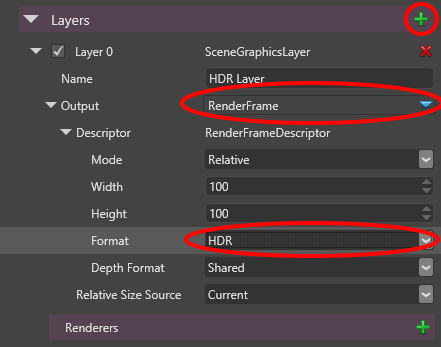 Layers
Layer 0 SceneGraphicsLayer
Name HDR Layer
Output RenderFrame
Descriptor RenderFrameDescriptor
Mode Relative
Width 100
Height 100
Format HDR
Depth Format Shared
Relative Size Source Current
Renderers